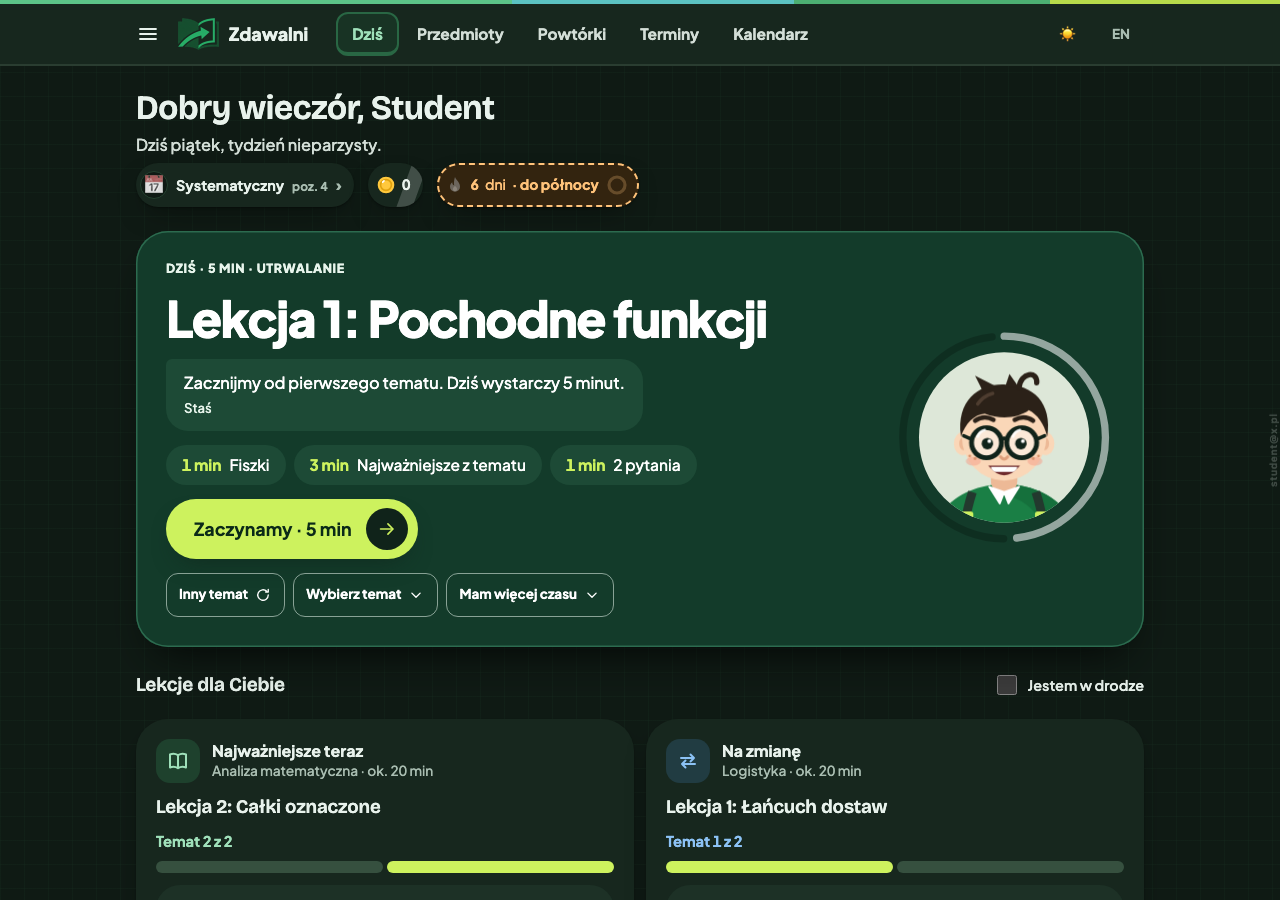 Zdawalni Dziś Przedmioty Powtórki Terminy Kalendarz EN
Dobry wieczór, Student
Dziś piątek, tydzień nieparzysty.
17 Systematyczny poz. 4 › 0 6 dni · do północy
DZIŚ · 5 MIN · UTRWALANIE
Lekcja 1: Pochodne funkcji
Zacznijmy od pierwszego tematu. Dziś wystarczy 5 minut.
Staś
1 min Fiszki 3 min Najważniejsze z tematu 1 min 2 pytania
Zaczynamy · 5 min
Inny temat Wybierz temat Mam więcej czasu
student@x.pl
Lekcje dla Ciebie Jestem w drodze
Najważniejsze teraz
Analiza matematyczna · ok. 20 min
Lekcja 2: Całki oznaczone
Temat 2 z 2
Na zmianę
Logistyka · ok. 20 min
Lekcja 1: Łańcuch dostaw
Temat 1 z 2